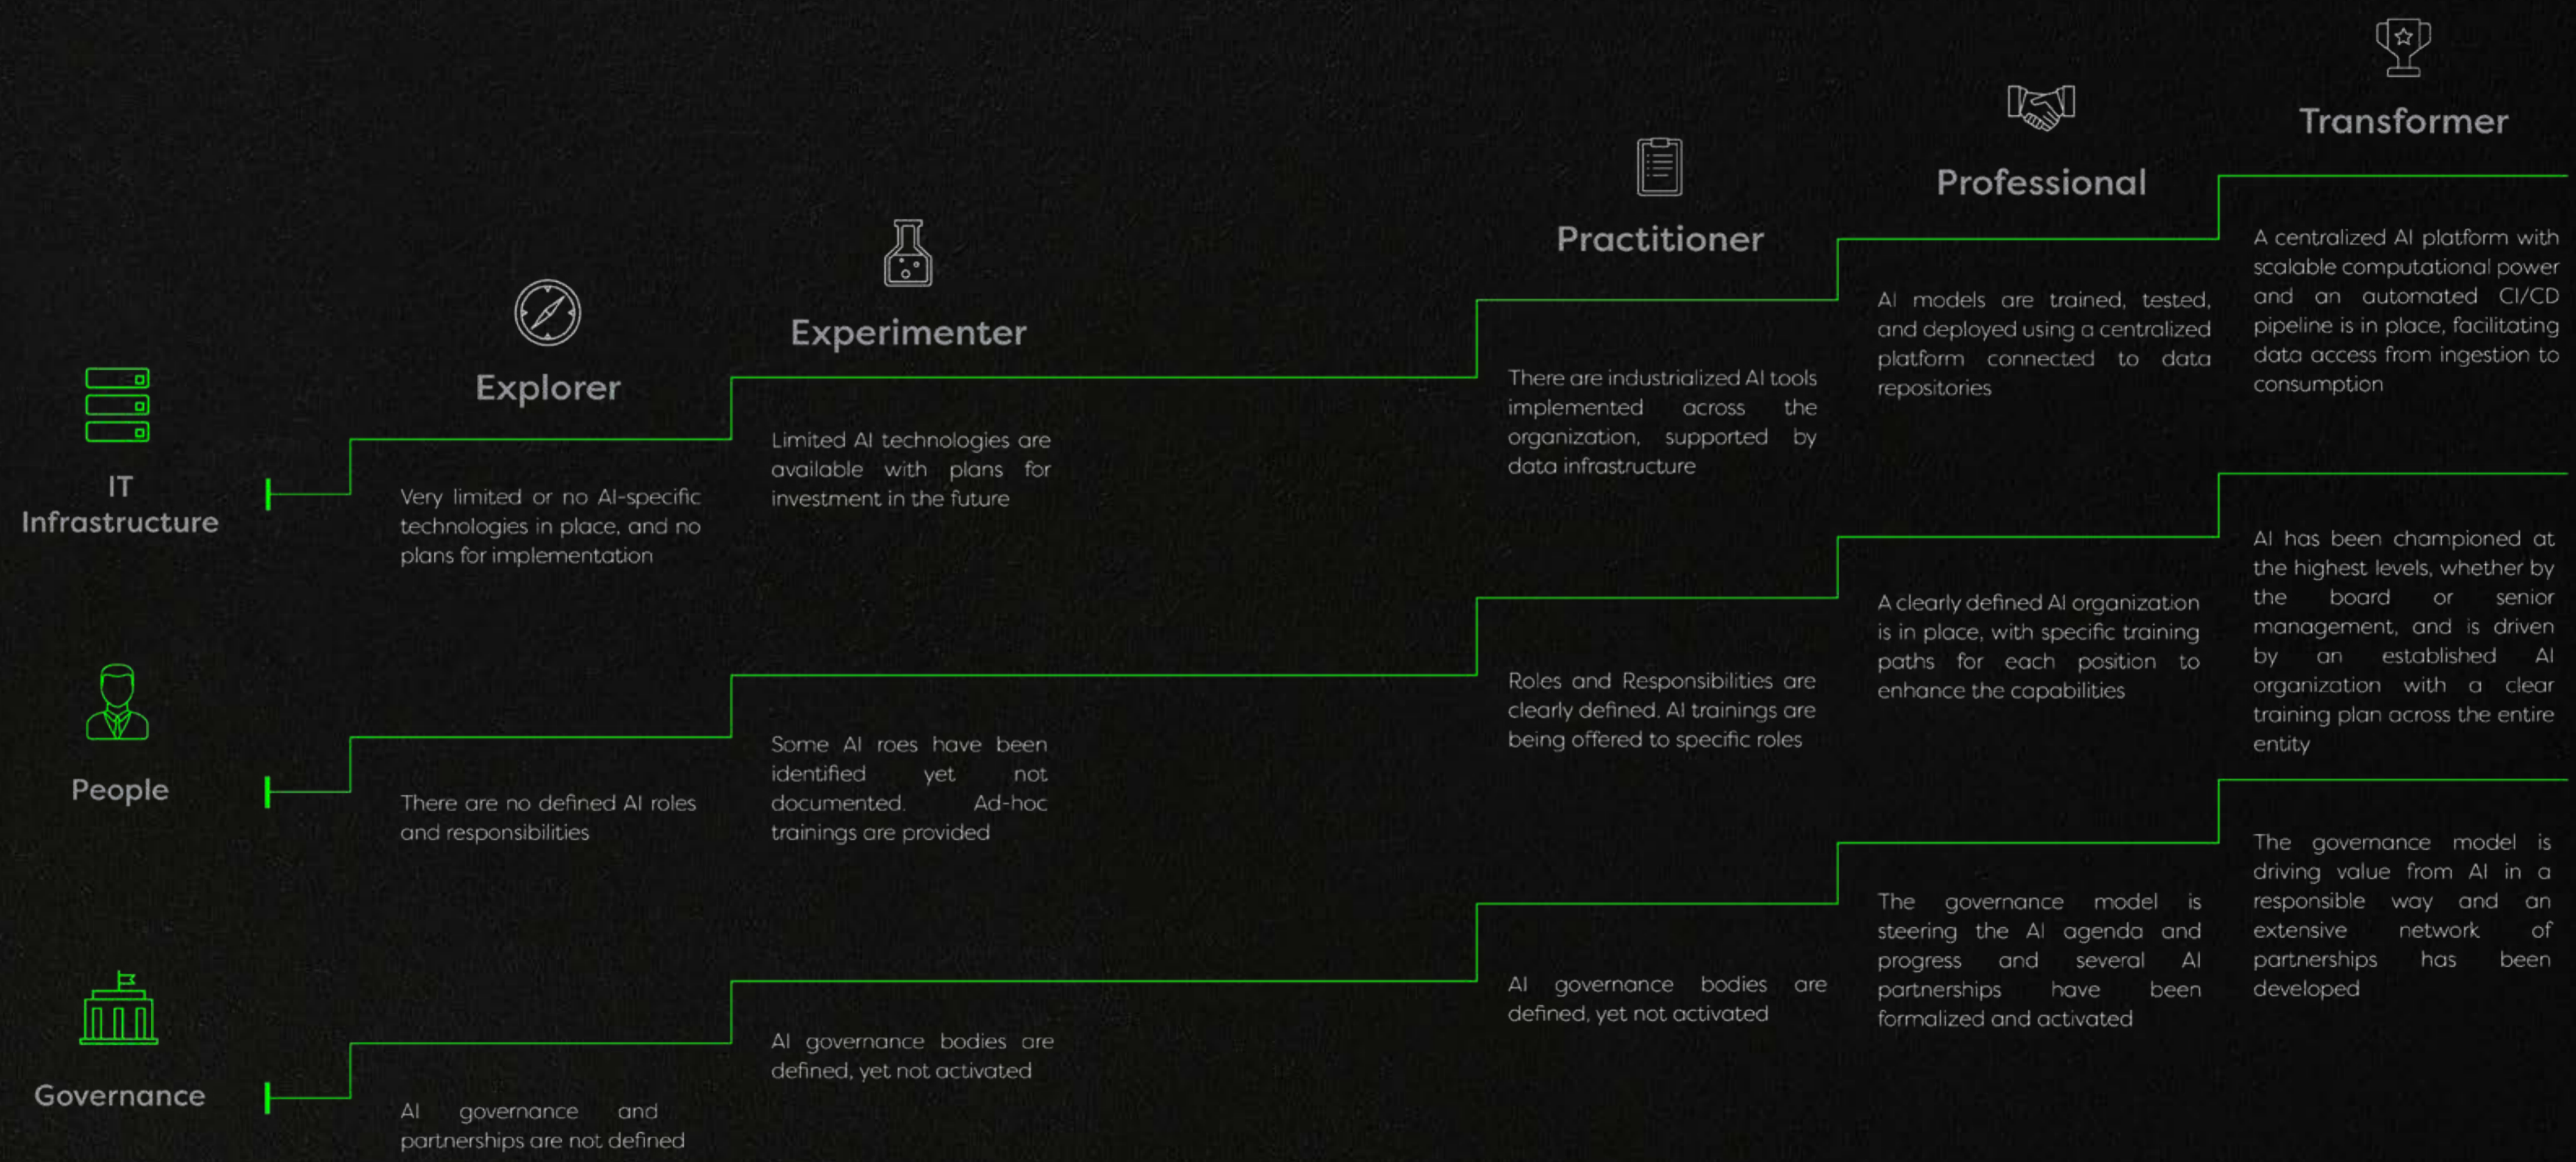 Transformer
Professional
Practitioner
Experimenter
Explorer
IT
Infrastructure
Very limited or no AI-specific
technologies in place, and no
plans for implementation
Limited AI technologies are
available with plans for
investment in the future
There are industrialized AI tools
implemented across the
organization, supported by
data infrastructure
AI models are trained, tested,
and deployed using a centralized
platform connected to data
repositories
A centralized AI platform with
scalable computational power
and an automated CI/CD
pipeline is in place, facilitating
data access from ingestion to
consumption
People
There are no defined AI roles
and responsibilities
Some AI roes have been
identified yet not
documented. Ad-hoc
trainings are provided
Roles and Responsibilities are
clearly defined. AI trainings are
being offered to specific roles
A clearly defined AI organization
is in place, with specific training
paths for each position to
enhance the capabilities
AI has been championed at
the highest levels, whether by
the board or senior
management, and is driven
by an established AI
organization with a clear
training plan across the entire
entity
Governance
AI governance and
partnerships are not defined
AI governance bodies are
defined, yet not activated
AI governance bodies are
defined, yet not activated
The governance model is
steering the AI agenda and
progress and several AI
partnerships have been
formalized and activated
The governance model is
driving value from AI in a
responsible way and an
extensive network of
partnerships has been
developed